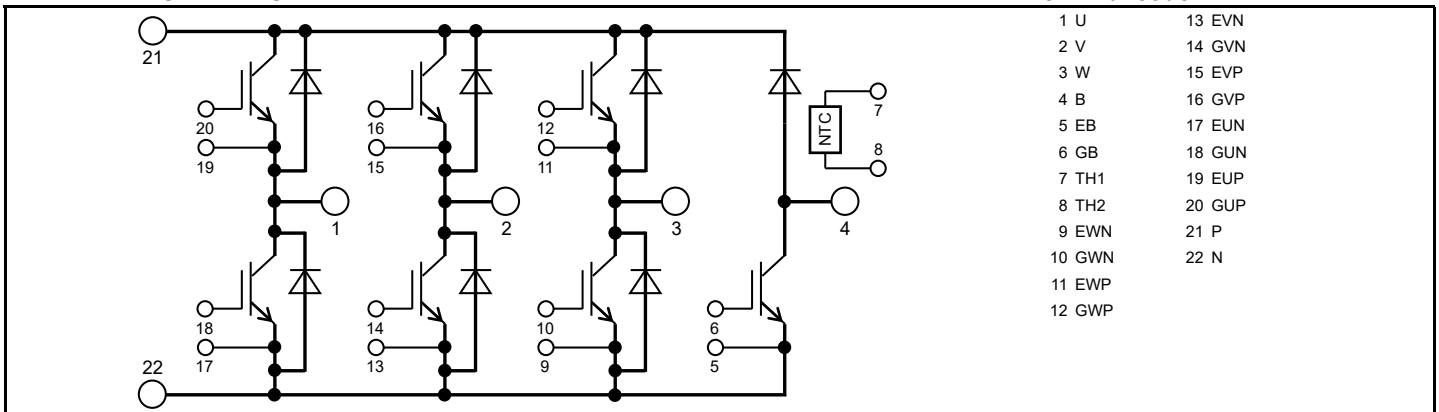 21
20
19
16
15
12
11
NTC
7
8
1
2
3
4
18
17
14
13
10
9
6
5
22
1 U
2 V
3 W
4 B
5 EB
6 GB
7 TH1
8 TH2
9 EWN
10 GWN
11 EWP
12 GWP
13 EVN
14 GVN
15 EVP
16 GVP
17 EUN
18 GUN
19 EUP
20 GUP
21 P
22 N